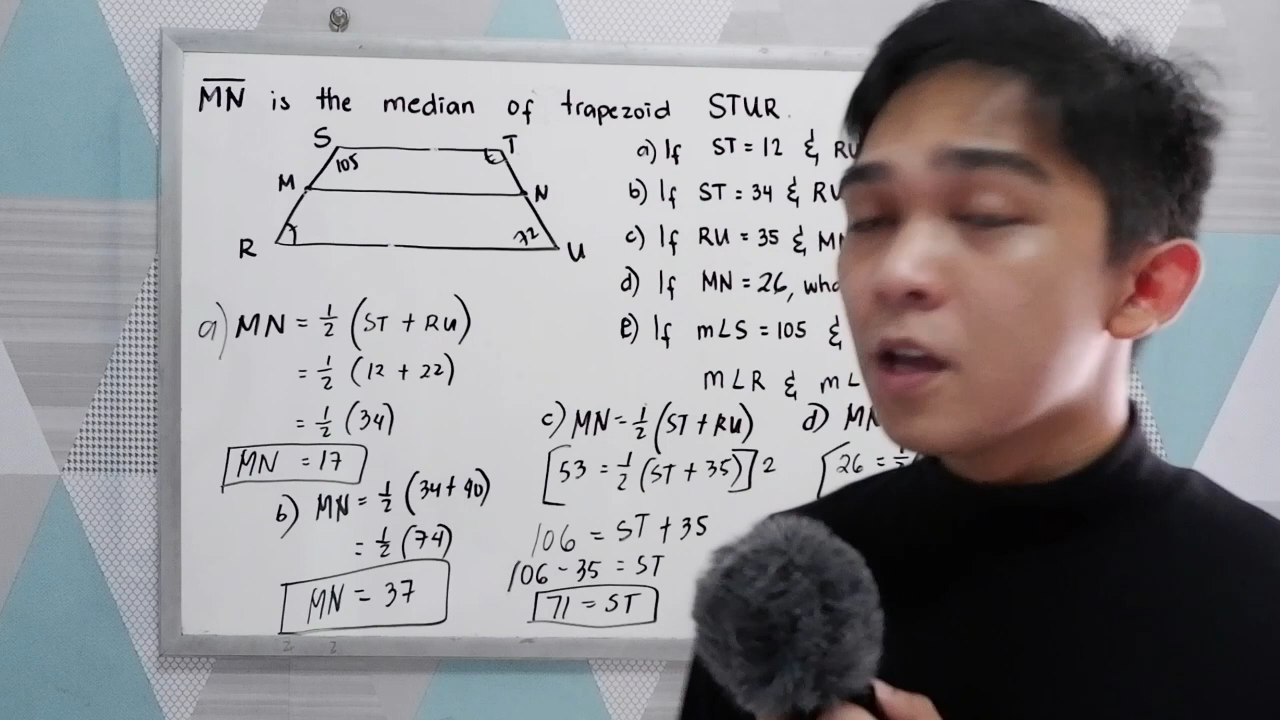 MN is the median of trapezoid STUR.
S
T
105
M
N
R
72
U
a) If ST = 12 & RU
b) If ST = 34 & RU
c) If RU = 35 & MN
d) If MN = 26,
e) If m∠S = 105 &
m∠R & m∠
a) MN = 1/2 (ST + RU)
= 1/2 (12 + 22)
= 1/2 (34)
MN = 17
b) MN = 1/2 (34 + 40)
= 1/2 (74)
MN = 37
c) MN = 1/2 (ST + RU)
[53 = 1/2 (ST + 35)] 2
106 = ST + 35
106 - 35 = ST
71 = ST
d) MN
[26 =